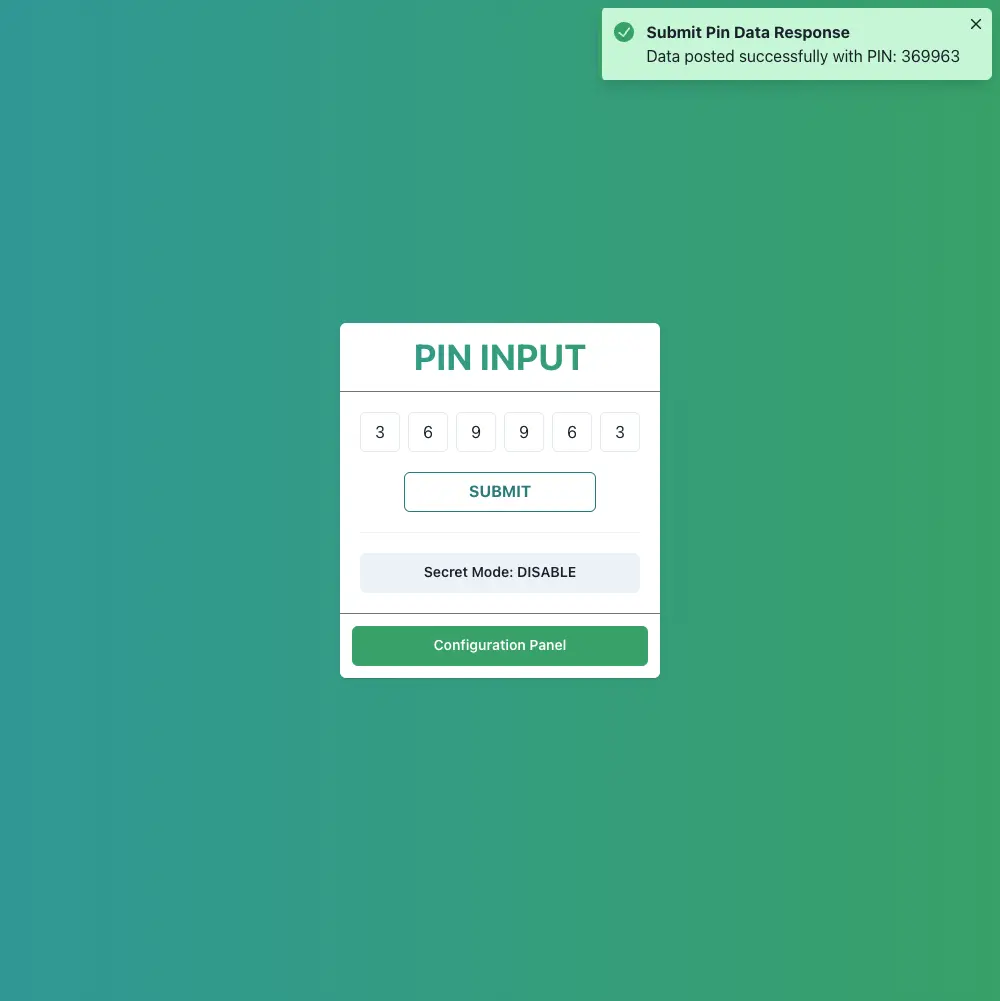 Submit Pin Data Response
Data posted successfully with PIN: 369963
PIN INPUT
3 6 9 9 6 3
SUBMIT
Secret Mode: DISABLE
Configuration Panel